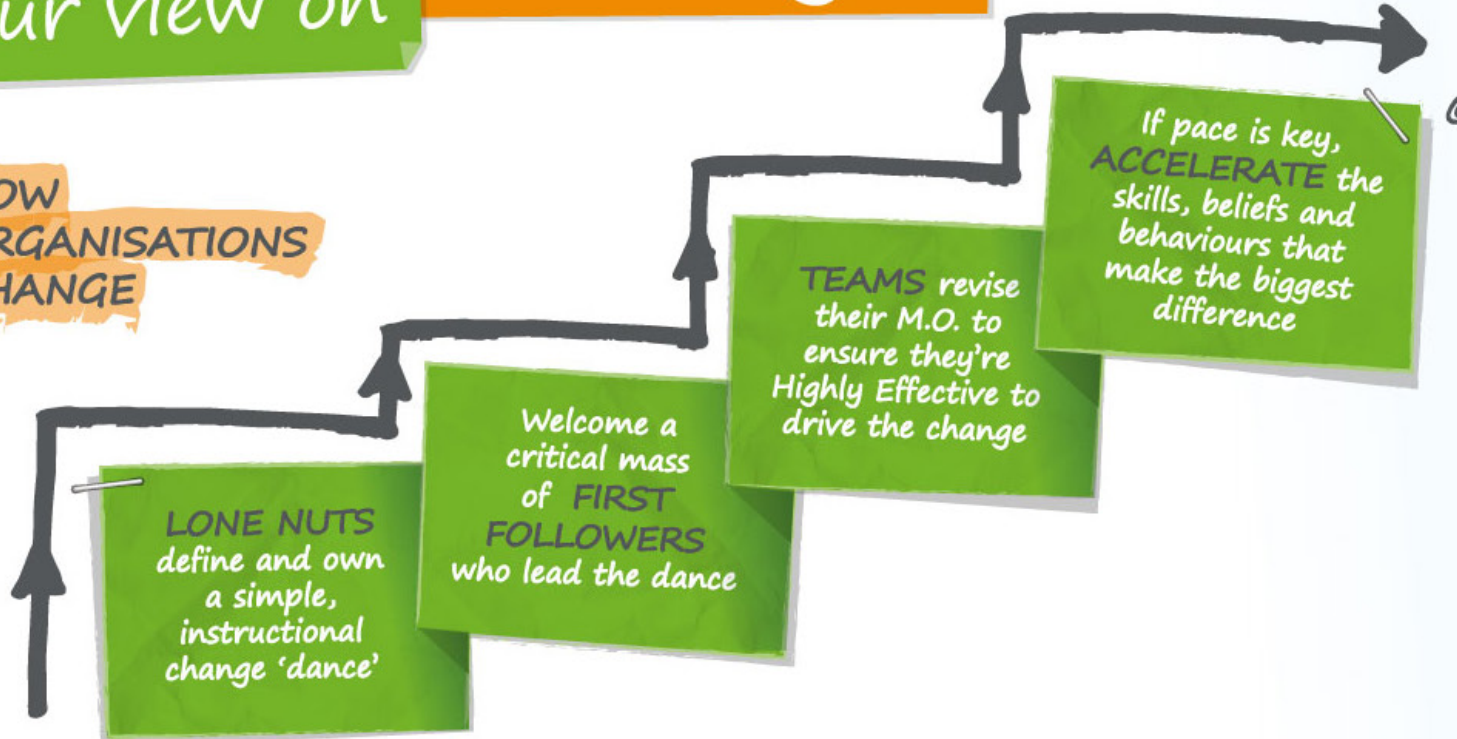 ur view on
OW
RGANISATIONS
HANGE
LONE NUTS
define and own
a simple,
instructional
change ‘dance’
Welcome a
critical mass
of FIRST
FOLLOWERS
who lead the dance
TEAMS revise
their M.O. to
ensure they're
Highly Effective to
drive the change
If pace is key,
ACCELERATE the
skills, beliefs and
behaviours that
make the biggest
difference